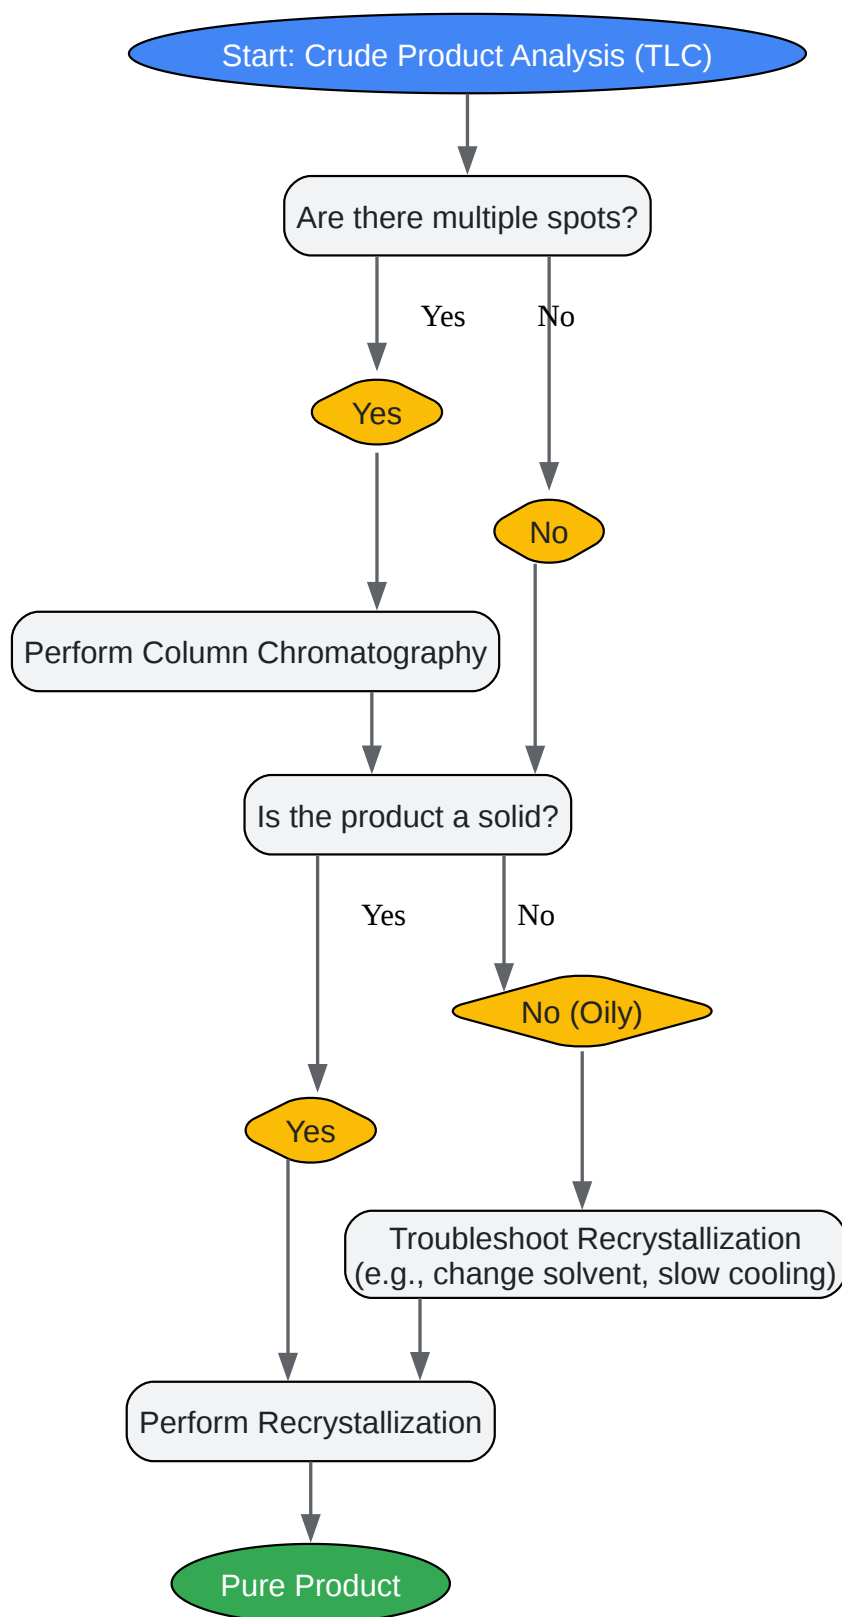 Start: Crude Product Analysis (TLC)
Are there multiple spots?
Yes
No
Yes
No
Perform Column Chromatography
Is the product a solid?
Yes
No
No (Oily)
Yes
Troubleshoot Recrystallization
(e.g., change solvent, slow cooling)
Perform Recrystallization
Pure Product